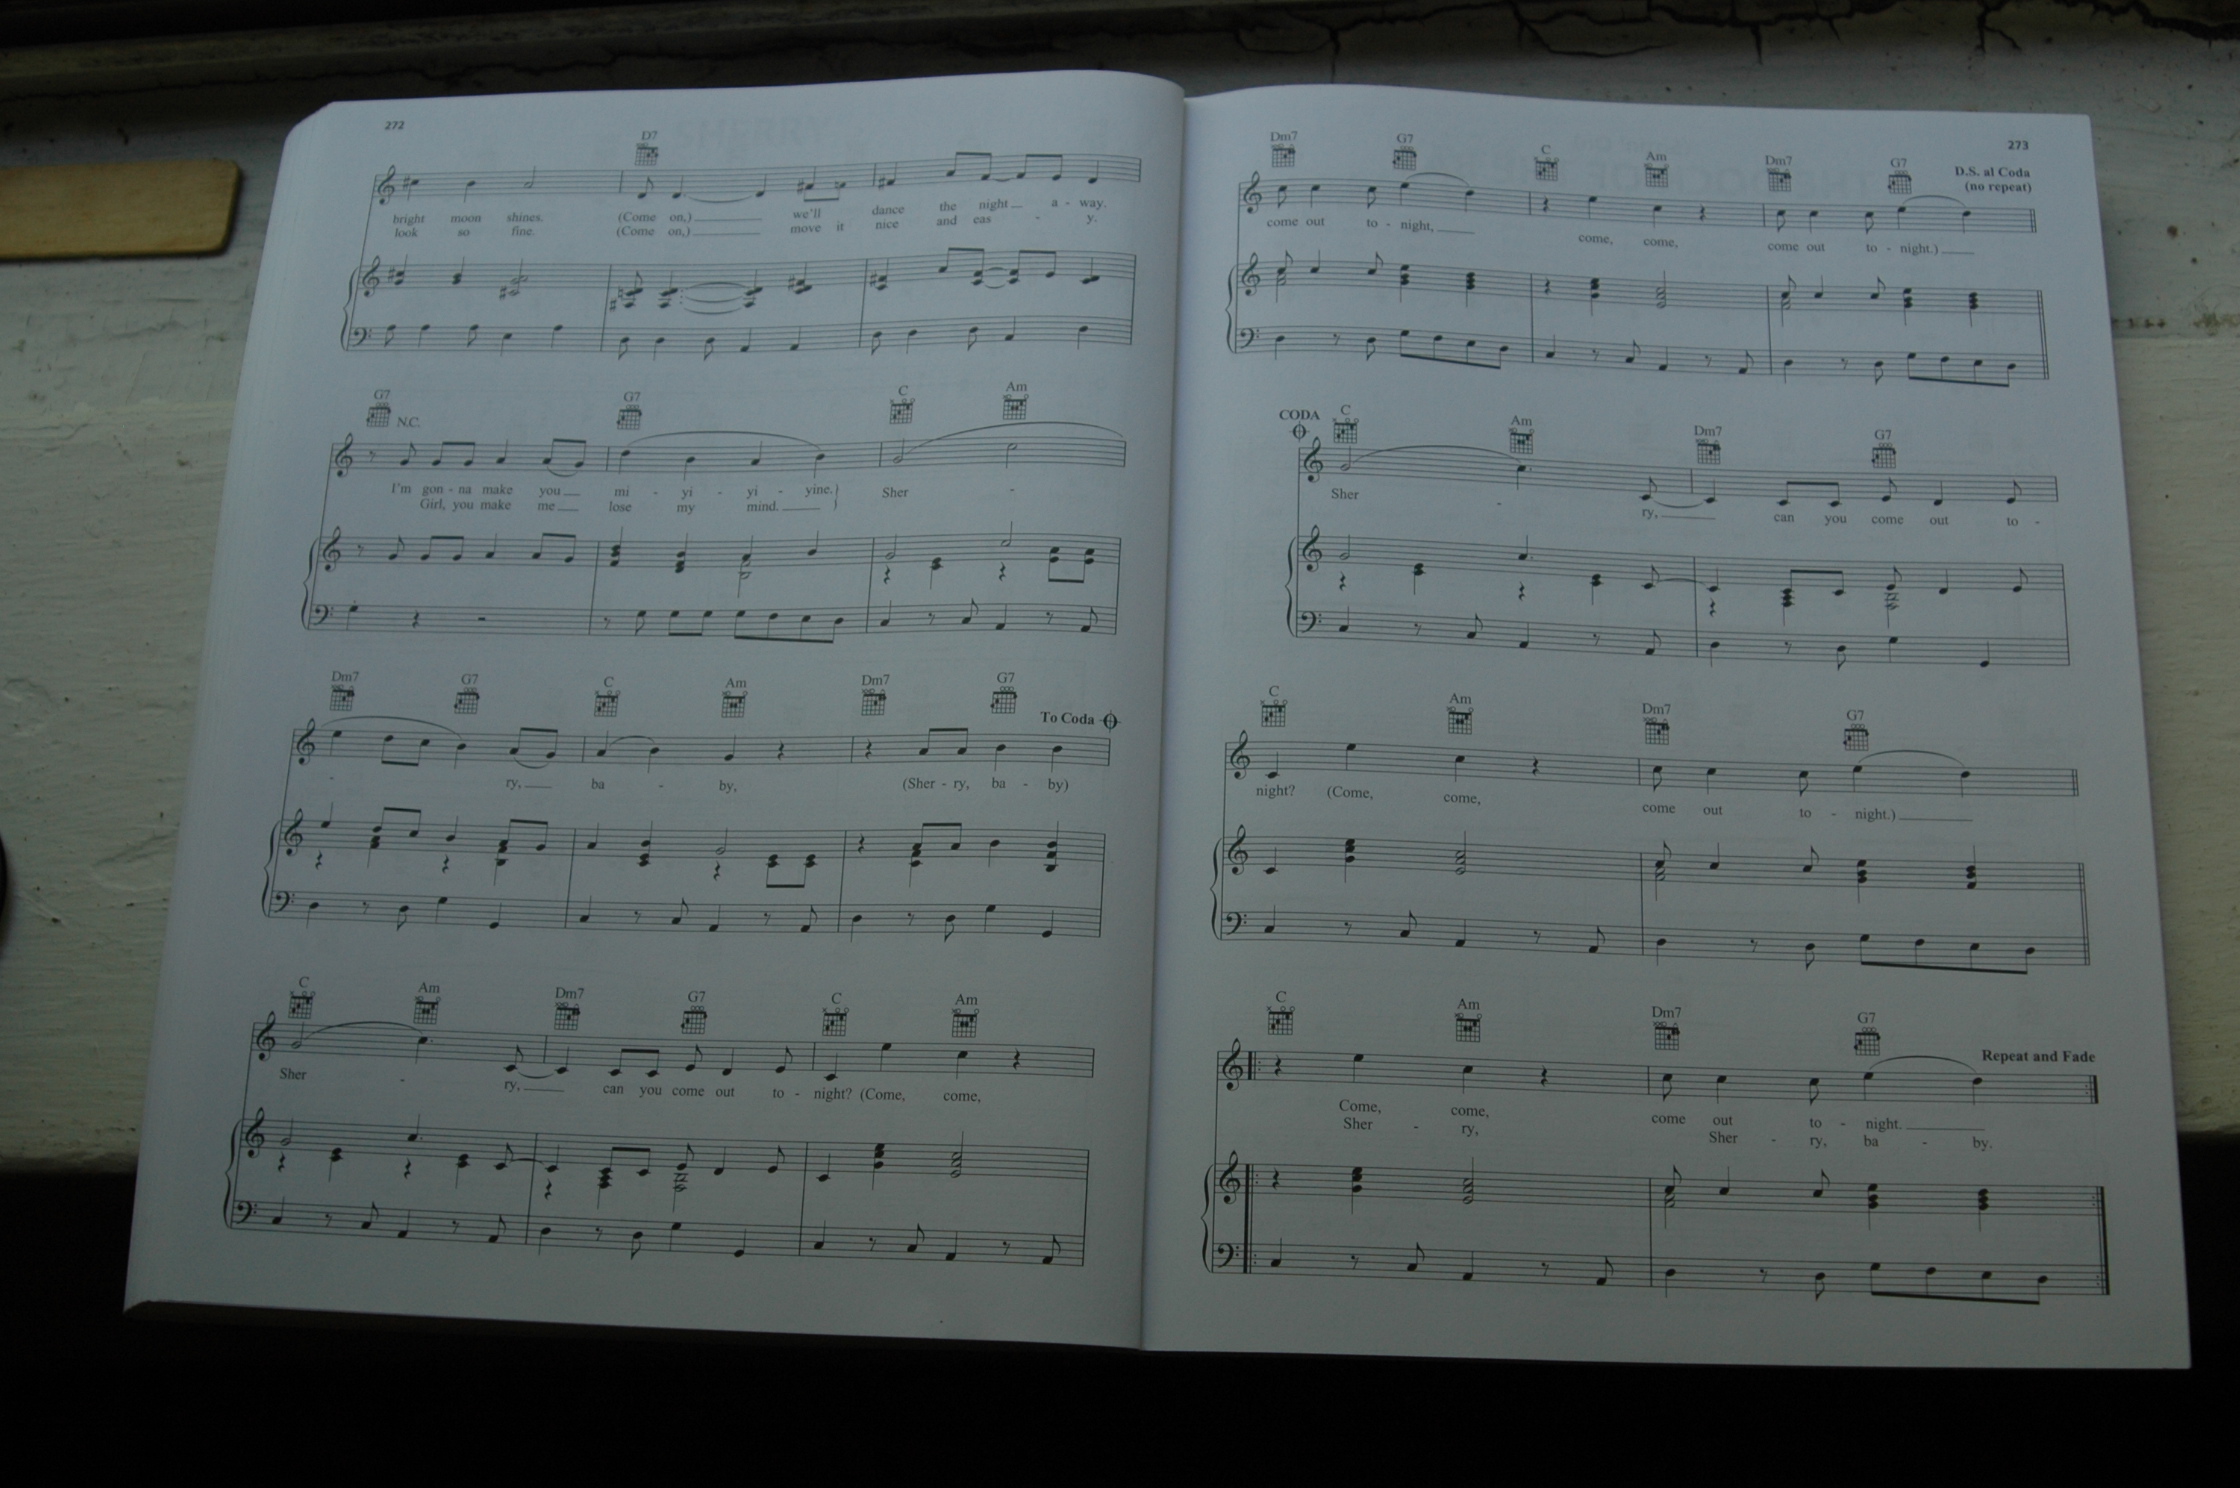 272
D7
bright moon shines. (Come on,) we'll dance the night a - way.
look so fine. (Come on,) move it nice and eas - y.
G7 N.C. G7 C Am
I'm gon - na make you mi - yi - yi - yine.} Sher -
Girl, you make me lose my mind. }
Dm7 G7 C Am Dm7 G7
To Coda
- ry, ba - by, (Sher - ry, ba - by)
C Am Dm7 G7 C Am
Sher - ry, can you come out to - night? (Come, come,
273
Dm7 G7 C Am Dm7 G7
D.S. al Coda
(no repeat)
come out to - night, come, come, come out to - night.)
CODA
C Am Dm7 G7
Sher - ry, can you come out to -
C Am Dm7 G7
night? (Come, come, come out to - night.)
C Am Dm7 G7
Repeat and Fade
Come, come, come out to - night.
Sher - ry, Sher - ry, ba - by.